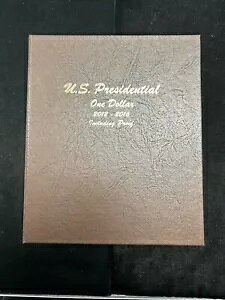 U.S. Presidential
One Dollar
2012 - 2016
Including Proof